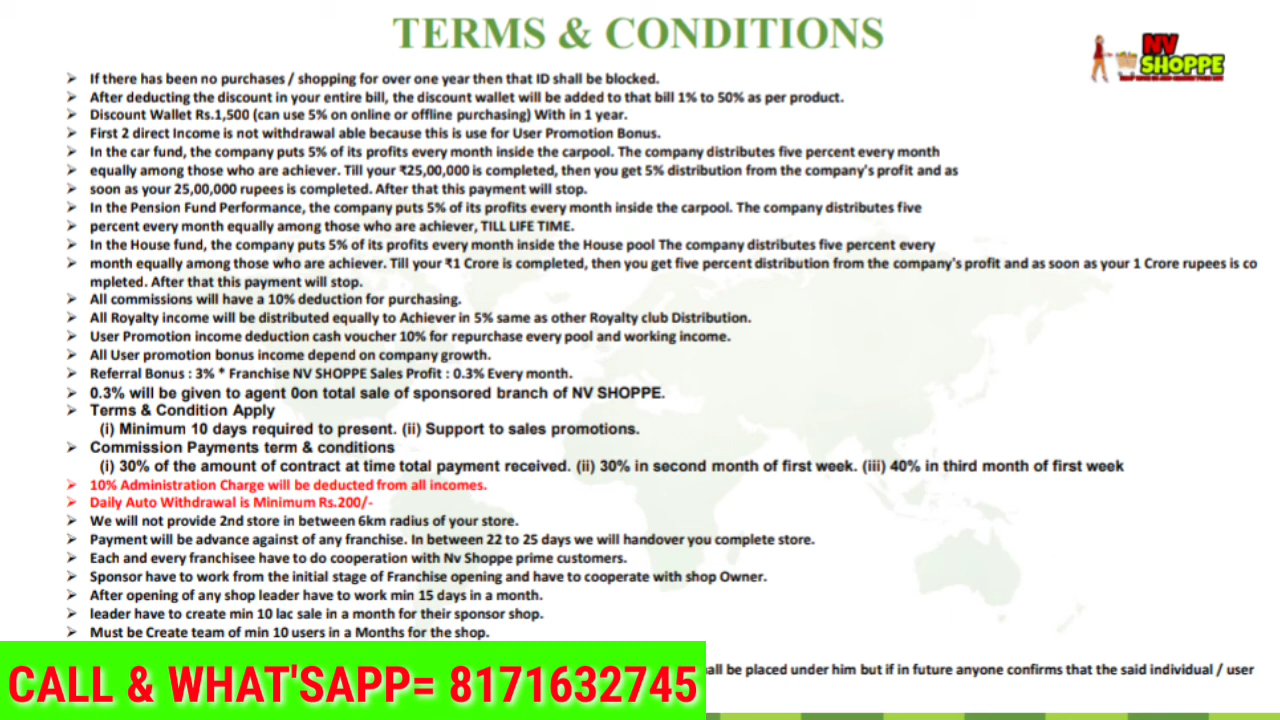 TERMS & CONDITIONS
NV
SHOPPE
➢ If there has been no purchases / shopping for over one year then that ID shall be blocked.
➢ After deducting the discount in your entire bill, the discount wallet will be added to that bill 1% to 50% as per product.
➢ Discount Wallet Rs.1,500 (can use 5% on online or offline purchasing) With in 1 year.
➢ First 2 direct Income is not withdrawal able because this is use for User Promotion Bonus.
➢ In the car fund, the company puts 5% of its profits every month inside the carpool. The company distributes five percent every month
➢ equally among those who are achiever. Till your ₹25,00,000 is completed, then you get 5% distribution from the company's profit and as
➢ soon as your 25,00,000 rupees is completed. After that this payment will stop.
➢ In the Pension Fund Performance, the company puts 5% of its profits every month inside the carpool. The company distributes five
➢ percent every month equally among those who are achiever, TILL LIFE TIME.
➢ In the House fund, the company puts 5% of its profits every month inside the House pool The company distributes five percent every
➢ month equally among those who are achiever. Till your ₹1 Crore is completed, then you get five percent distribution from the company's profit and as soon as your 1 Crore rupees is co
mpleted. After that this payment will stop.
➢ All commissions will have a 10% deduction for purchasing.
➢ All Royalty income will be distributed equally to Achiever in 5% same as other Royalty club Distribution.
➢ User Promotion income deduction cash voucher 10% for repurchase every pool and working income.
➢ All User promotion bonus income depend on company growth.
➢ Referral Bonus : 3% * Franchise NV SHOPPE Sales Profit : 0.3% Every month.
➢ 0.3% will be given to agent 0on total sale of sponsored branch of NV SHOPPE.
➢ Terms & Condition Apply
(i) Minimum 10 days required to present. (ii) Support to sales promotions.
➢ Commission Payments term & conditions
(i) 30% of the amount of contract at time total payment received. (ii) 30% in second month of first week. (iii) 40% in third month of first week
➢ 10% Administration Charge will be deducted from all incomes.
➢ Daily Auto Withdrawal is Minimum Rs.200/-
➢ We will not provide 2nd store in between 6km radius of your store.
➢ Payment will be advance against of any franchise. In between 22 to 25 days we will handover you complete store.
➢ Each and every franchisee have to do cooperation with Nv Shoppe prime customers.
➢ Sponsor have to work from the initial stage of Franchise opening and have to cooperate with shop Owner.
➢ After opening of any shop leader have to work min 15 days in a month.
➢ leader have to create min 10 lac sale in a month for their sponsor shop.
➢ Must be Create team of min 10 users in a Months for the shop.
be placed under him but if in future anyone confirms that the said individual / user
CALL & WHAT'SAPP= 8171632745